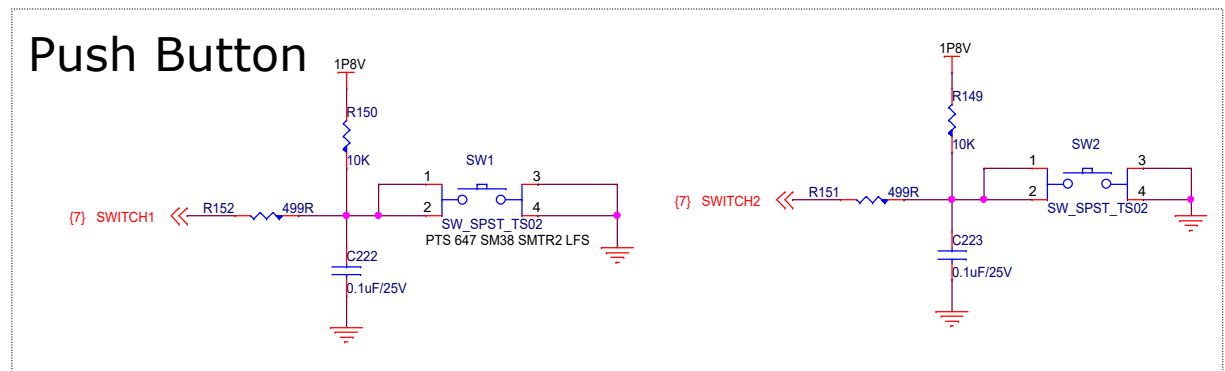 Push Button
1P8V
R150
10K
SW1
1
3
{7} SWITCH1
R152
499R
2
4
SW_SPST_TS02
PTS 647 SM38 SMTR2 LFS
C222
0.1uF/25V
1P8V
R149
10K
SW2
1
3
{7} SWITCH2
R151
499R
2
4
SW_SPST_TS02
C223
0.1uF/25V